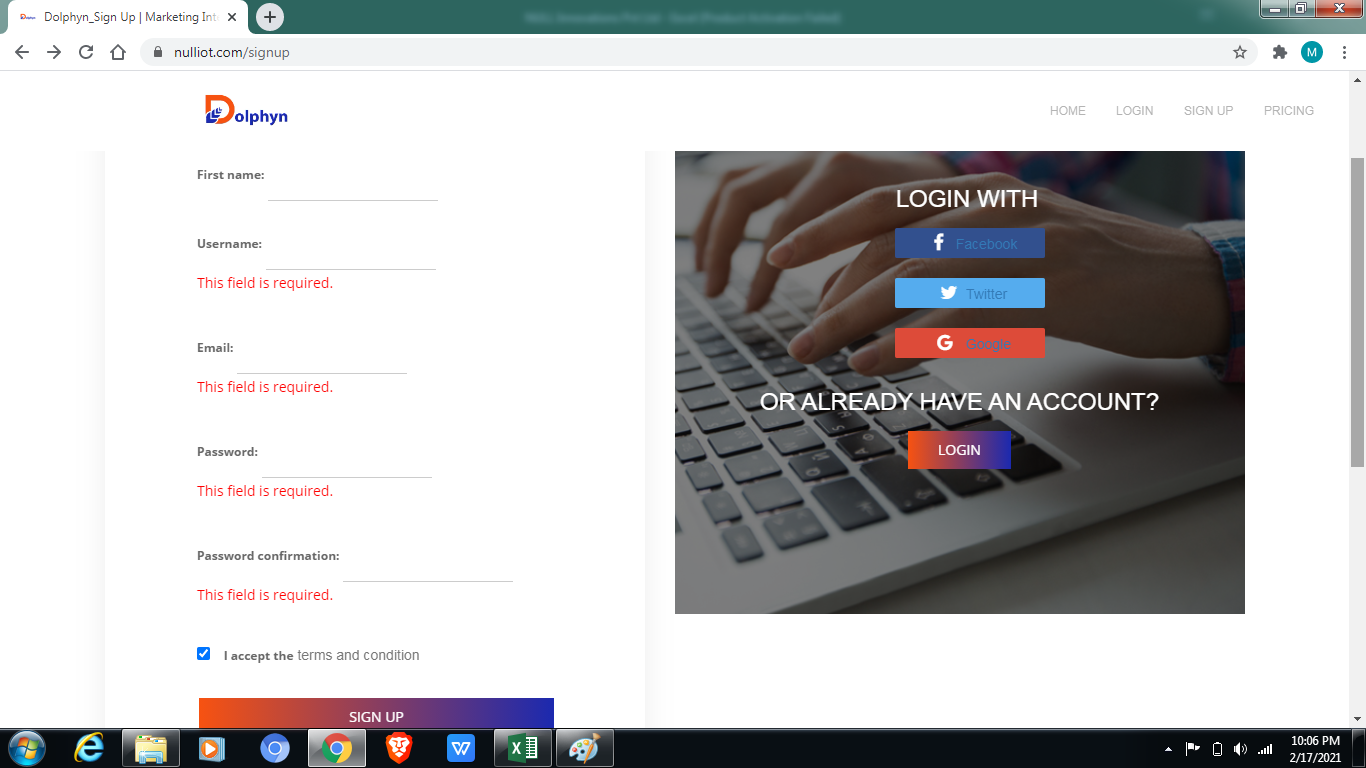 Dolphyn_Sign Up | Marketing Int
nulliot.com/signup
M
Dolphyn
HOME
LOGIN
SIGN UP
PRICING
First name:
Username:
This field is required.
Email:
This field is required.
Password:
This field is required.
Password confirmation:
This field is required.
I accept the terms and condition
SIGN UP
LOGIN WITH
Facebook
Twitter
Google
OR ALREADY HAVE AN ACCOUNT?
LOGIN
10:06 PM
2/17/2021